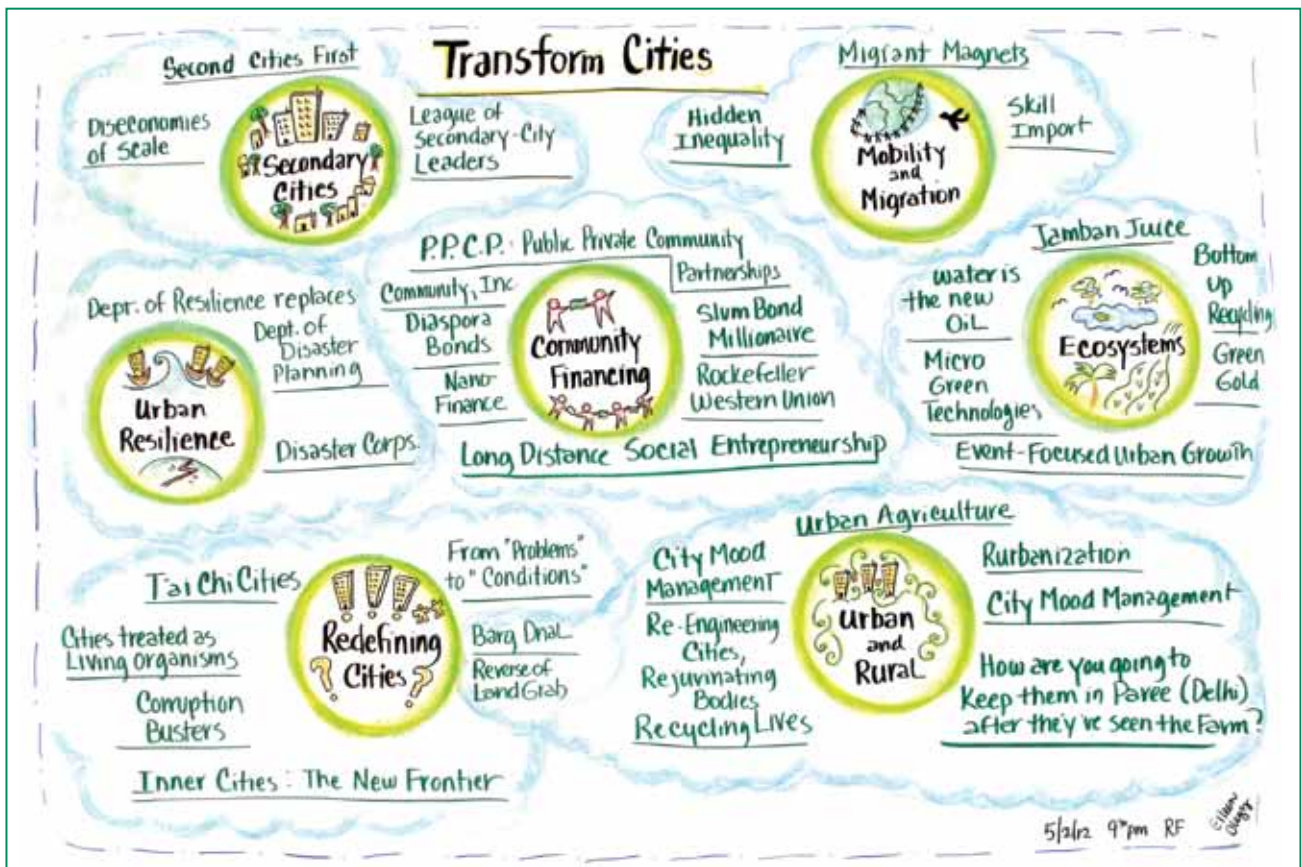 Transform Cities
Second Cities First
Diseconomies
of Scale
Secondary
Cities
League of
Secondary-City
Leaders
Migrant Magnets
Hidden
Inequality
Mobility
and
Migration
Skill
Import
Dept. of Resilience replaces
Dept. of
Disaster
Planning
Urban
Resilience
Disaster Corps.
P.P.C.P. Public Private Community
Partnerships
Community, Inc
Diaspora
Bonds
Nano-
Finance
Community
Financing
Slum Bond
Millionaire
Rockefeller
Western Union
Long Distance Social Entrepreneurship
Jamban Juice
water is
the new
OiL
Micro
Green
Technologies
Ecosystems
Bottom
up
Recycling
Green
Gold
Event-Focused Urban Growth
Tai Chi Cities
Cities treated as
Living Organisms
Corruption
Busters
Redefining
Cities
From "Problems"
to "Conditions"
Barg Dnal
Reverse of
Land Grab
Inner Cities: The New Frontier
Urban Agriculture
City Mood
Management
Re-Engineering
Cities,
Rejuvinating
Bodies
Recycling Lives
Urban
and
Rural
Rurbanization
City Mood Management
How are you going to
Keep them in Paree (Delhi)
after they've seen the Farm?
5/2/12 9pm RF
Eileen